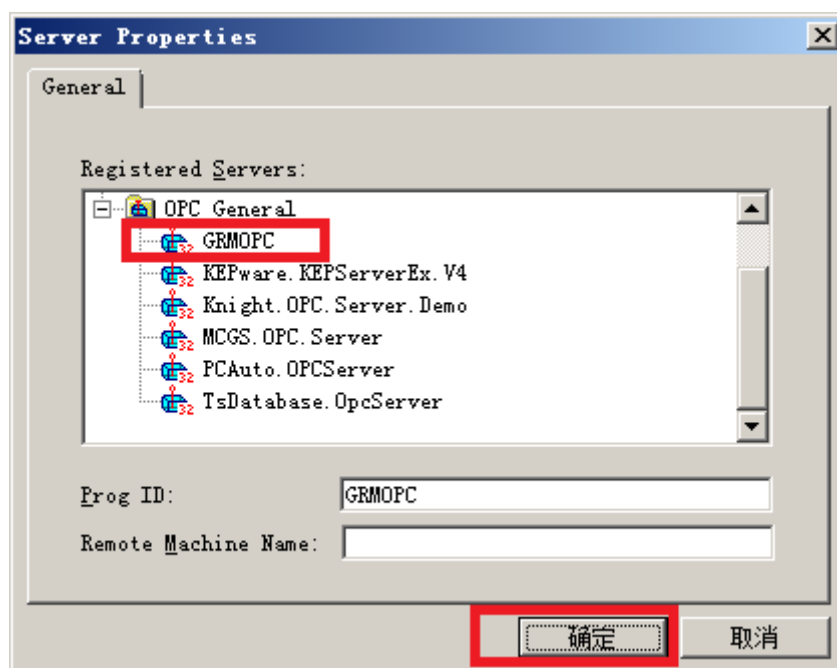 Server Properties
General
Registered Servers:
OPC General
GRMOPC
KEPware.KEPServerEx.V4
Knight.OPC.Server.Demo
MCGS.OPC.Server
PCAuto.OPCServer
TsDatabase.OpcServer
Prog ID: GRMOPC
Remote Machine Name:
确定 取消